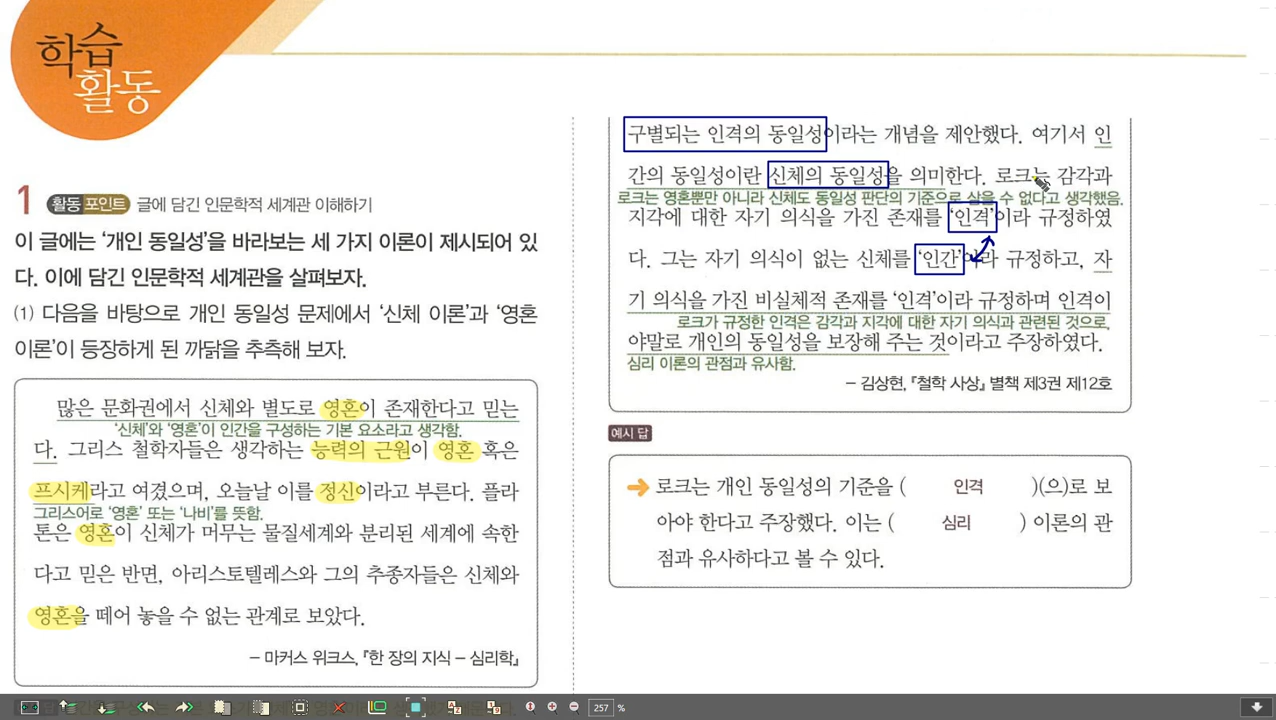 학습
활동
1 활동 포인트 글에 담긴 인문학적 세계관 이해하기
이 글에는 ‘개인 동일성’을 바라보는 세 가지 이론이 제시되어 있
다. 이에 담긴 인문학적 세계관을 살펴보자.
(1) 다음을 바탕으로 개인 동일성 문제에서 ‘신체 이론’과 ‘영혼
이론’이 등장하게 된 까닭을 추측해 보자.
많은 문화권에서 신체와 별도로 영혼이 존재한다고 믿는
‘신체’와 ‘영혼’이 인간을 구성하는 기본 요소라고 생각함.
다. 그리스 철학자들은 생각하는 능력의 근원이 영혼 혹은
프시케라고 여겼으며, 오늘날 이를 정신이라고 부른다. 플라
그리스어로 ‘영혼’ 또는 ‘나비’를 뜻함.
톤은 영혼이 신체가 머무는 물질세계와 분리된 세계에 속한
다고 믿은 반면, 아리스토텔레스와 그의 추종자들은 신체와
영혼을 떼어 놓을 수 없는 관계로 보았다.
– 마커스 위크스, 『한 장의 지식 – 심리학』
구별되는 인격의 동일성이라는 개념을 제안했다. 여기서 인
간의 동일성이란 신체의 동일성을 의미한다. 로크는 감각과
로크는 영혼뿐만 아니라 신체도 동일성 판단의 기준으로 삼을 수 없다고 생각했음.
지각에 대한 자기 의식을 가진 존재를 ‘인격’이라 규정하였
다. 그는 자기 의식이 없는 신체를 ‘인간’이라 규정하고, 자
기 의식을 가진 비실체적 존재를 ‘인격’이라 규정하며 인격이
로크가 규정한 인격은 감각과 지각에 대한 자기 의식과 관련된 것으로,
야말로 개인의 동일성을 보장해 주는 것이라고 주장하였다.
심리 이론의 관점과 유사함.
– 김상현, 『철학 사상』 별책 제3권 제12호
예시 답
➔ 로크는 개인 동일성의 기준을 ( 인격 )(으)로 보
아야 한다고 주장했다. 이는 ( 심리 ) 이론의 관
점과 유사하다고 볼 수 있다.
257 %